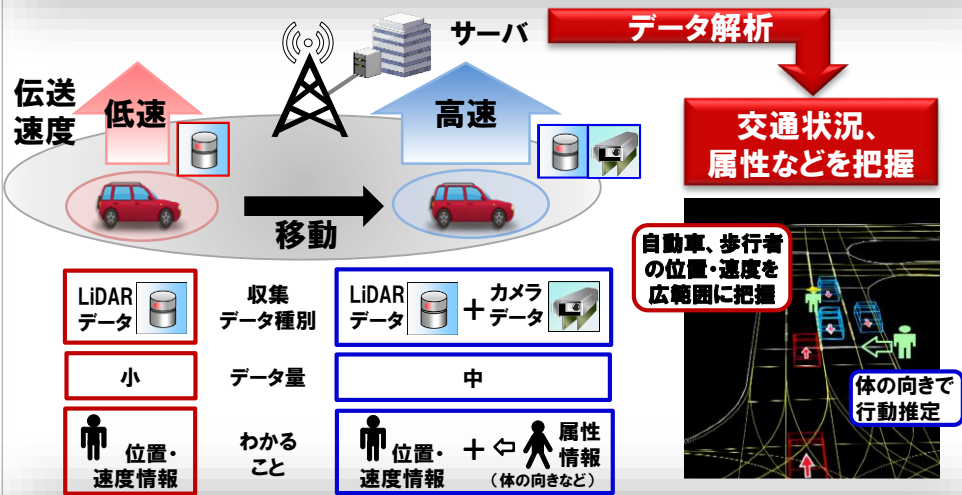 サーバ
データ解析
伝送
速度
低速
高速
移動
交通状況、
属性などを把握
自動車、歩行者
の位置・速度を
広範囲に把握
体の向きで
行動推定
LiDAR
データ
収集
データ種別
LiDAR
データ
＋
カメラ
データ
小
データ量
中
位置・
速度情報
わかる
こと
位置・
速度情報
＋
属性
情報
（体の向きなど）